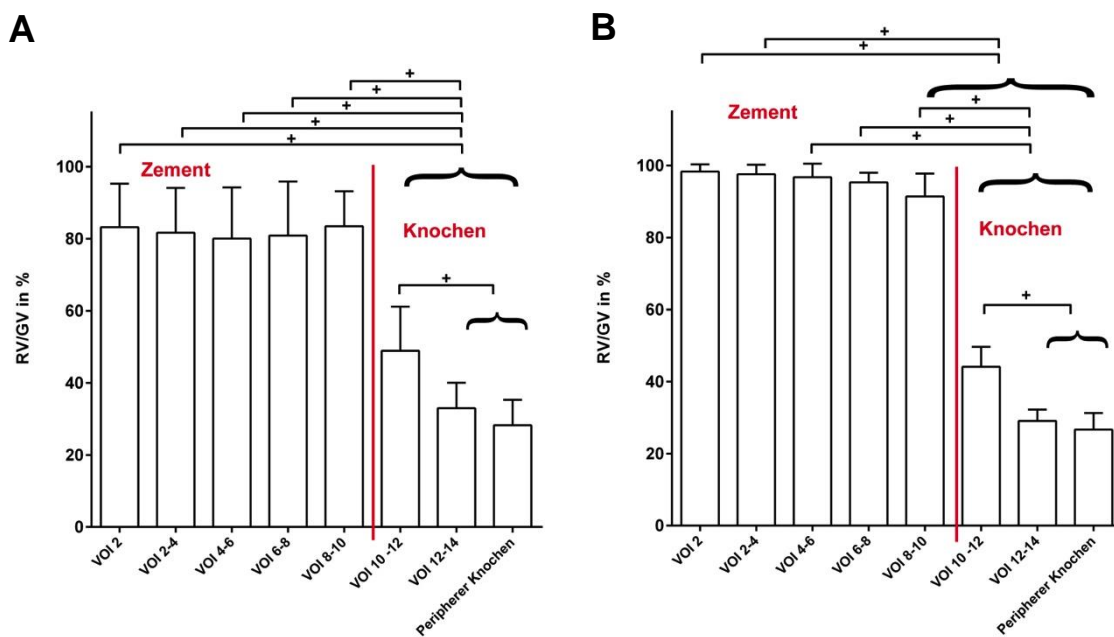 A
+
+
+
+
+
Zement
Knochen
+
RV/GV in %
100
80
60
40
20
0
VOI 2
VOI 2-4
VOI 4-6
VOI 6-8
VOI 8-10
VOI 10 -12
VOI 12-14
Peripherer Knochen
B
+
+
+
+
+
Zement
Knochen
+
RV/GV in %
100
80
60
40
20
0
VOI 2
VOI 2-4
VOI 4-6
VOI 6-8
VOI 8-10
VOI 10 -12
VOI 12-14
Peripherer Knochen